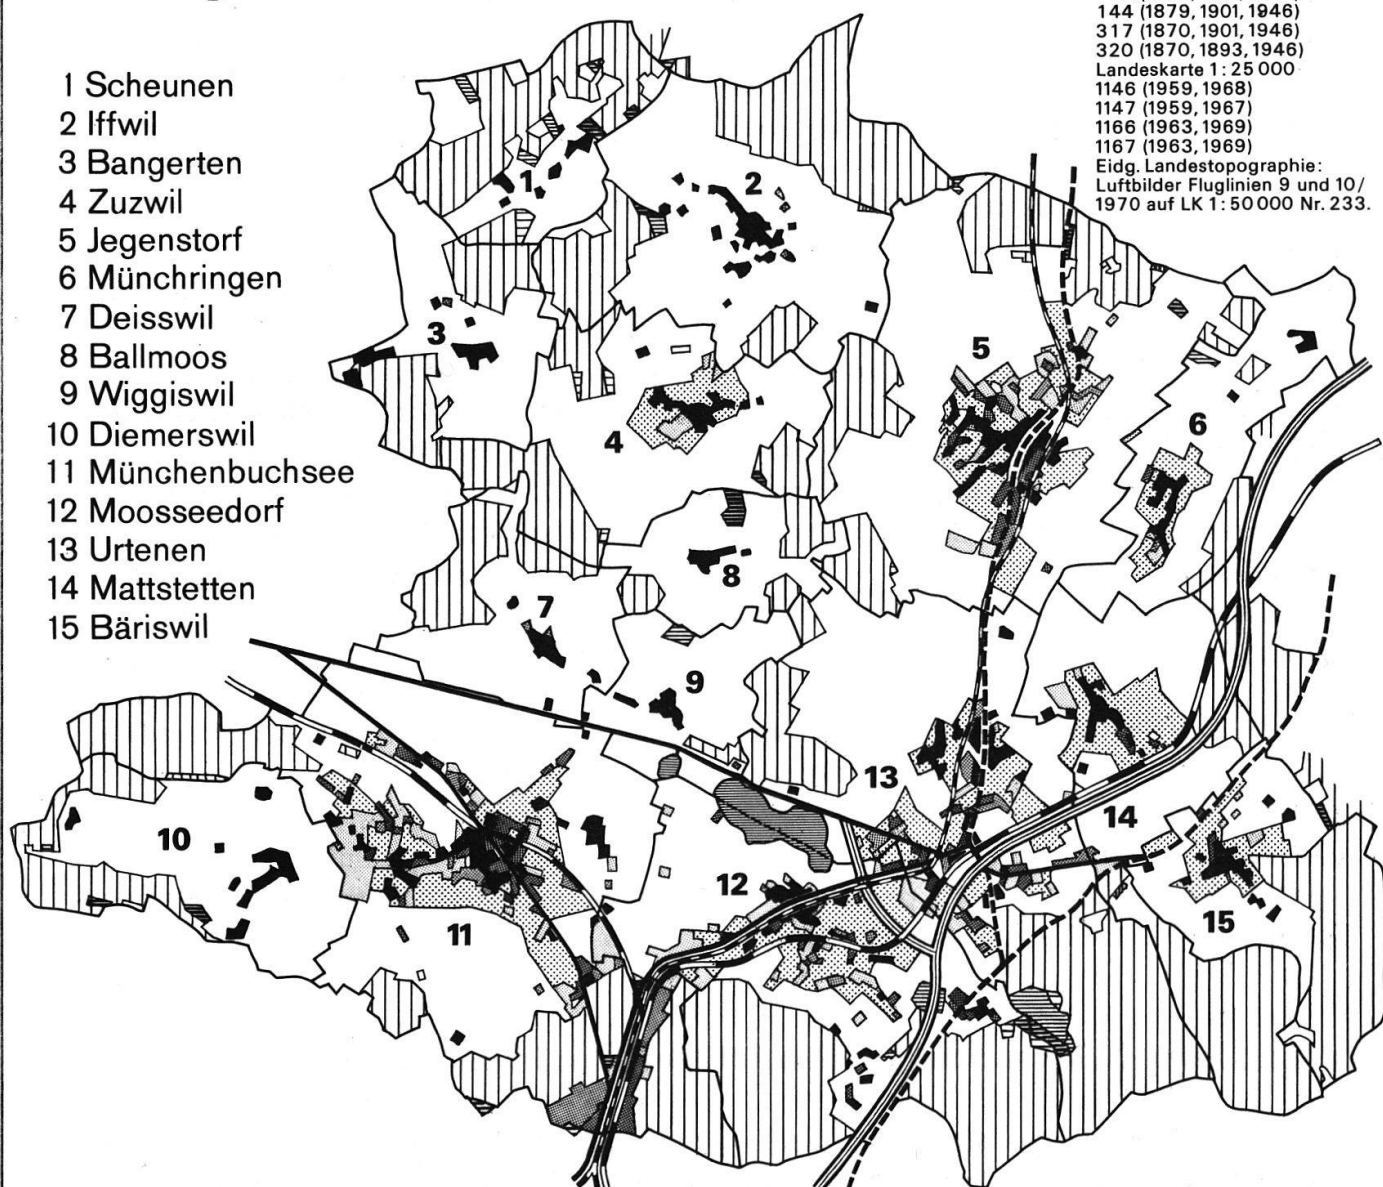 1 Scheunen
2 Iffwil
3 Bangerten
4 Zuzwil
5 Jegenstorf
6 Münchringen
7 Deisswil
8 Ballmoos
9 Wiggiswil
10 Diemerswil
11 Münchenbuchsee
12 Moosseedorf
13 Urtenen
14 Mattstetten
15 Bäriswil
144 (1879, 1901, 1946)
317 (1870, 1901, 1946)
320 (1870, 1893, 1946)
Landeskarte 1:25 000
1146 (1959, 1968)
1147 (1959, 1967)
1166 (1963, 1969)
1167 (1963, 1969)
Eidg. Landestopographie:
Luftbilder Fluglinien 9 und 10/
1970 auf LK 1:50 000 Nr. 233.
1
2
3
5
4
6
8
7
9
13
14
10
12
11
15